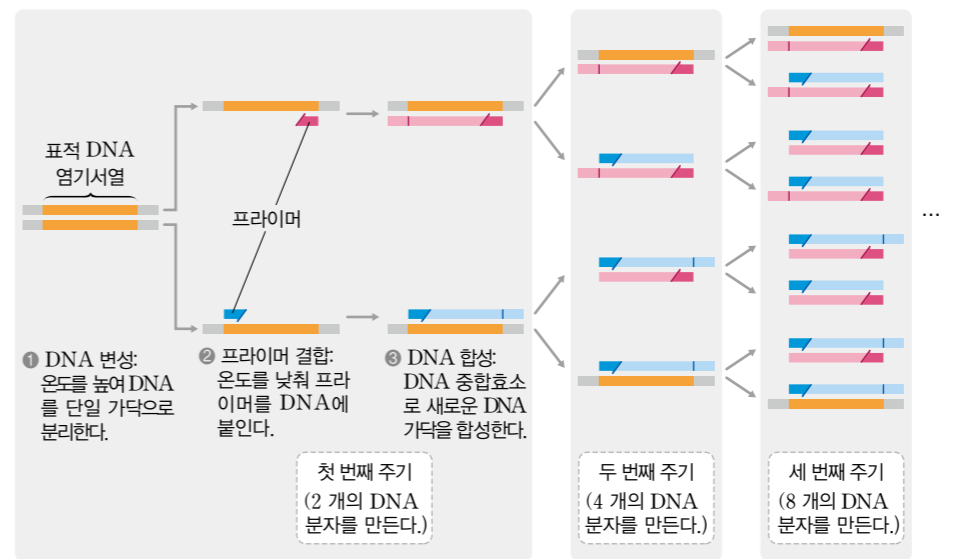 표적 DNA
염기서열
프라이머
❶ DNA 변성:
온도를 높여 DNA
를 단일 가닥으로
분리한다.
❷ 프라이머 결합:
온도를 낮춰 프라
이머를 DNA에
붙인다.
❸ DNA 합성:
DNA 중합효소
로 새로운 DNA
가닥을 합성한다.
첫 번째 주기
(2 개의 DNA
분자를 만든다.)
두 번째 주기
(4 개의 DNA
분자를 만든다.)
세 번째 주기
(8 개의 DNA
분자를 만든다.)
...